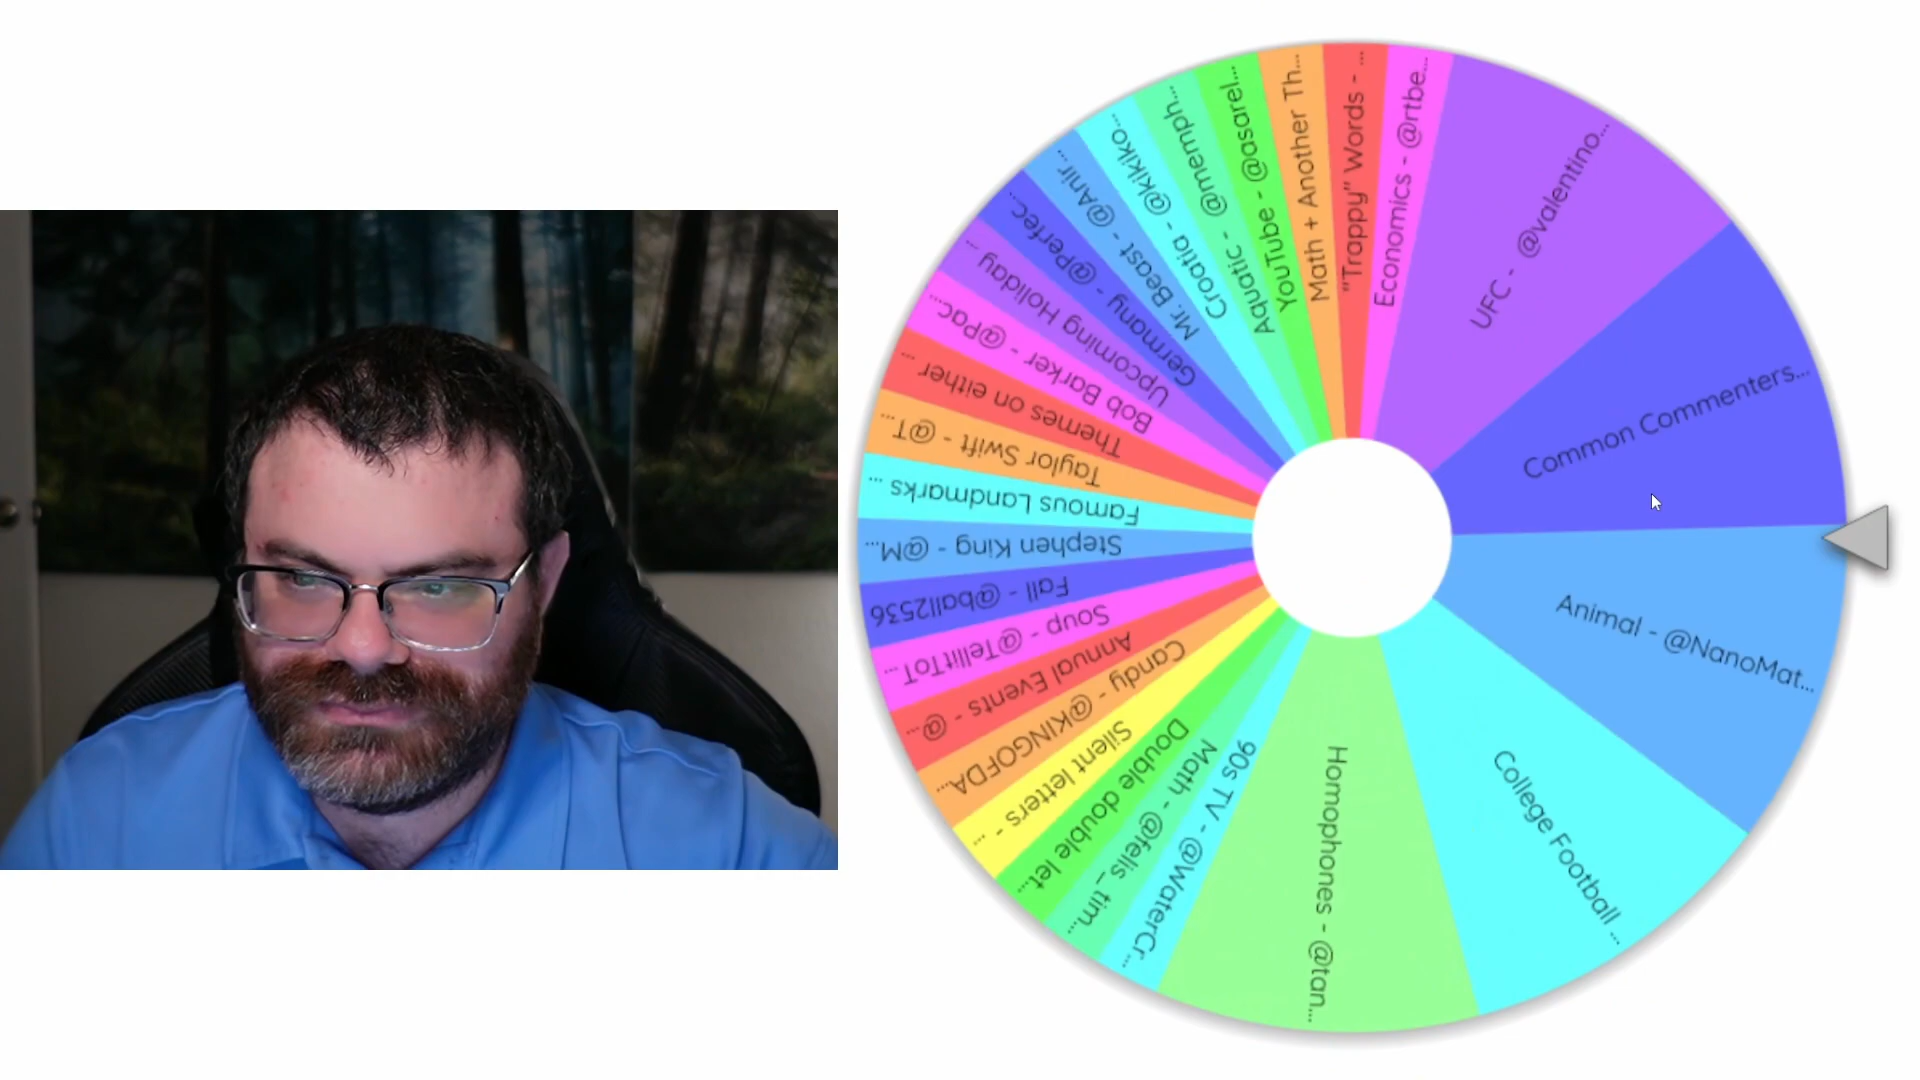 UFC - @valentino...
Common Commenters...
Animal - @NanoMat...
College Football ...
Homophones - @tan...
90s TV - @WaterCr...
Math - @felis_tim...
Double double let...
Silent letters - ...
Candy - @KINGOFDA...
Annual Events - @...
Soup - @TellitToT...
Fall - @ball2536
Stephen King - @M...
Famous Landmarks ...
Taylor Swift - @T...
Themes on either ...
Bob Barker - @Pac...
Upcoming Holiday ...
Germany - @Perfec...
Mr. Beast - @Anir...
Croatia - @kikiko...
Aquatic - @memph...
YouTube - @asarel...
Math + Another Th...
"Trappy" Words - ...
Economics - @rtbe...